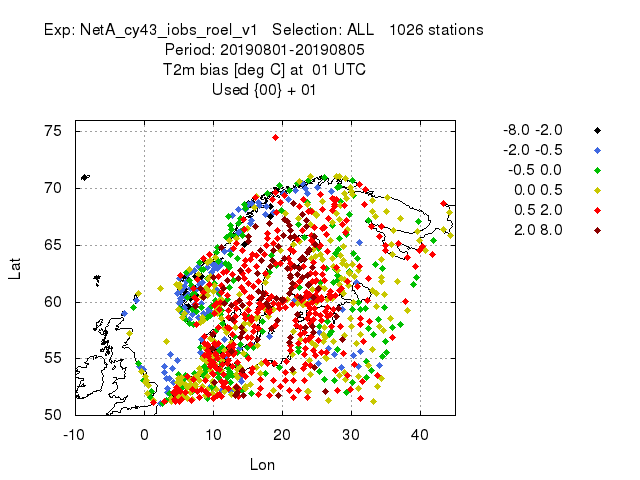 Exp: NetA_cy43_iobs_roel_v1 Selection: ALL 1026 stations
Period: 20190801-20190805
T2m bias [deg C] at 01 UTC
Used {00} + 01
-8.0 -2.0
-2.0 -0.5
-0.5 0.0
0.0 0.5
0.5 2.0
2.0 8.0
75
70
65
60
55
50
Lat
-10 0 10 20 30 40
Lon